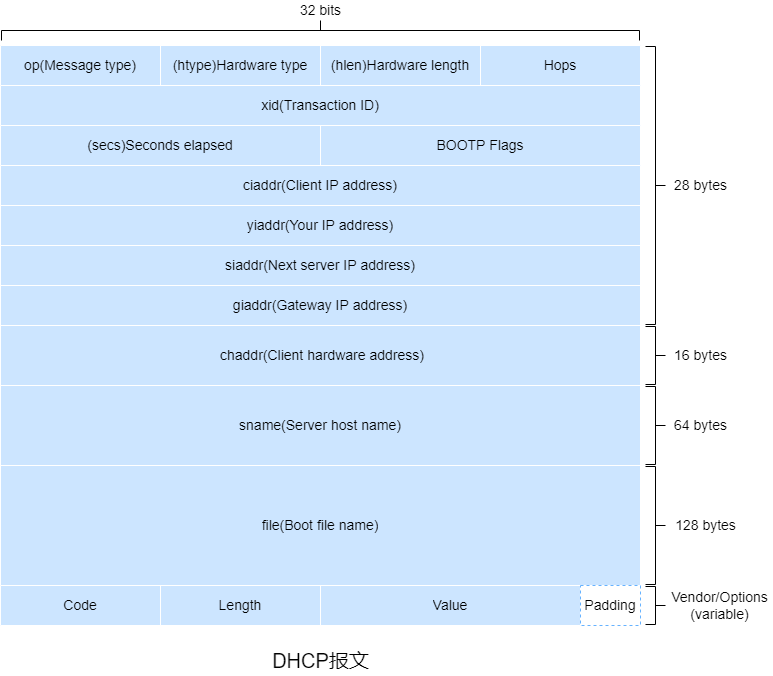 32 bits
op(Message type) (htype)Hardware type (hlen)Hardware length Hops
xid(Transaction ID)
(secs)Seconds elapsed BOOTP Flags
ciaddr(Client IP address)
28 bytes
yiaddr(Your IP address)
siaddr(Next server IP address)
giaddr(Gateway IP address)
chaddr(Client hardware address)
16 bytes
sname(Server host name)
64 bytes
file(Boot file name)
128 bytes
Code Length Value Padding
Vendor/Options
(variable)
DHCP报文